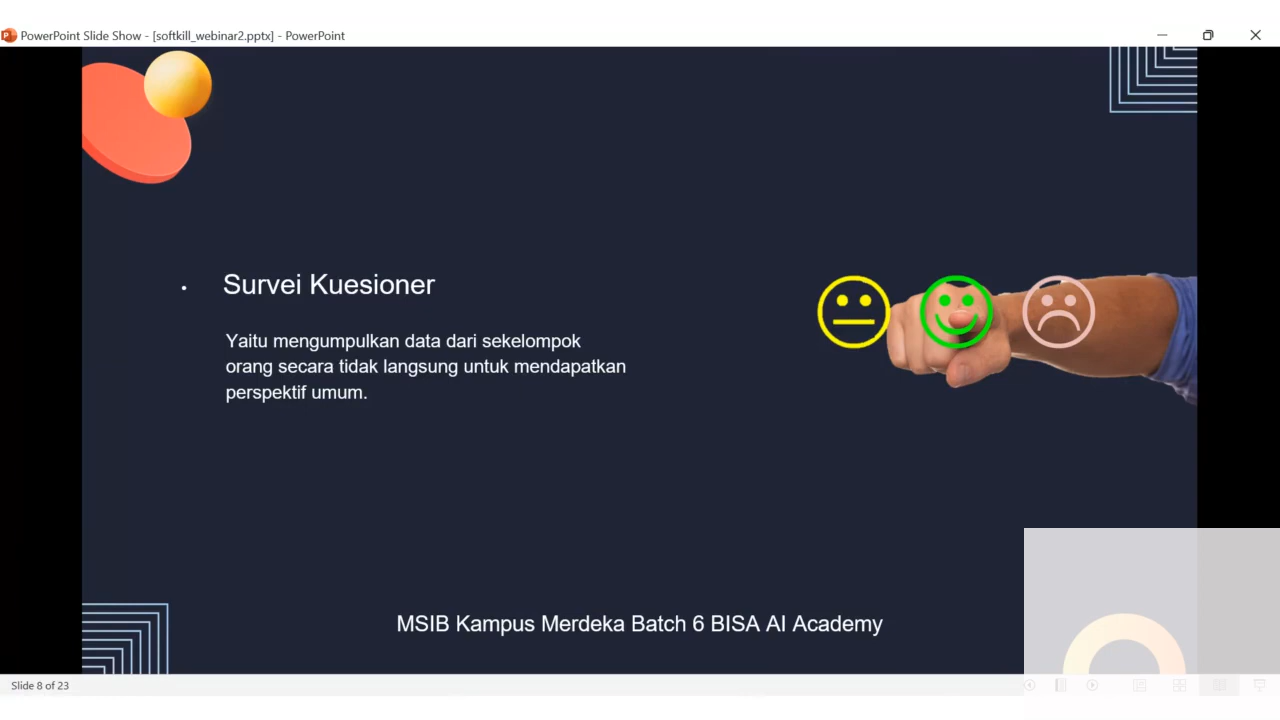 PowerPoint Slide Show - [softkill_webinar2.pptx] - PowerPoint
• Survei Kuesioner
Yaitu mengumpulkan data dari sekelompok
orang secara tidak langsung untuk mendapatkan
perspektif umum.
MSIB Kampus Merdeka Batch 6 BISA AI Academy
Slide 8 of 23